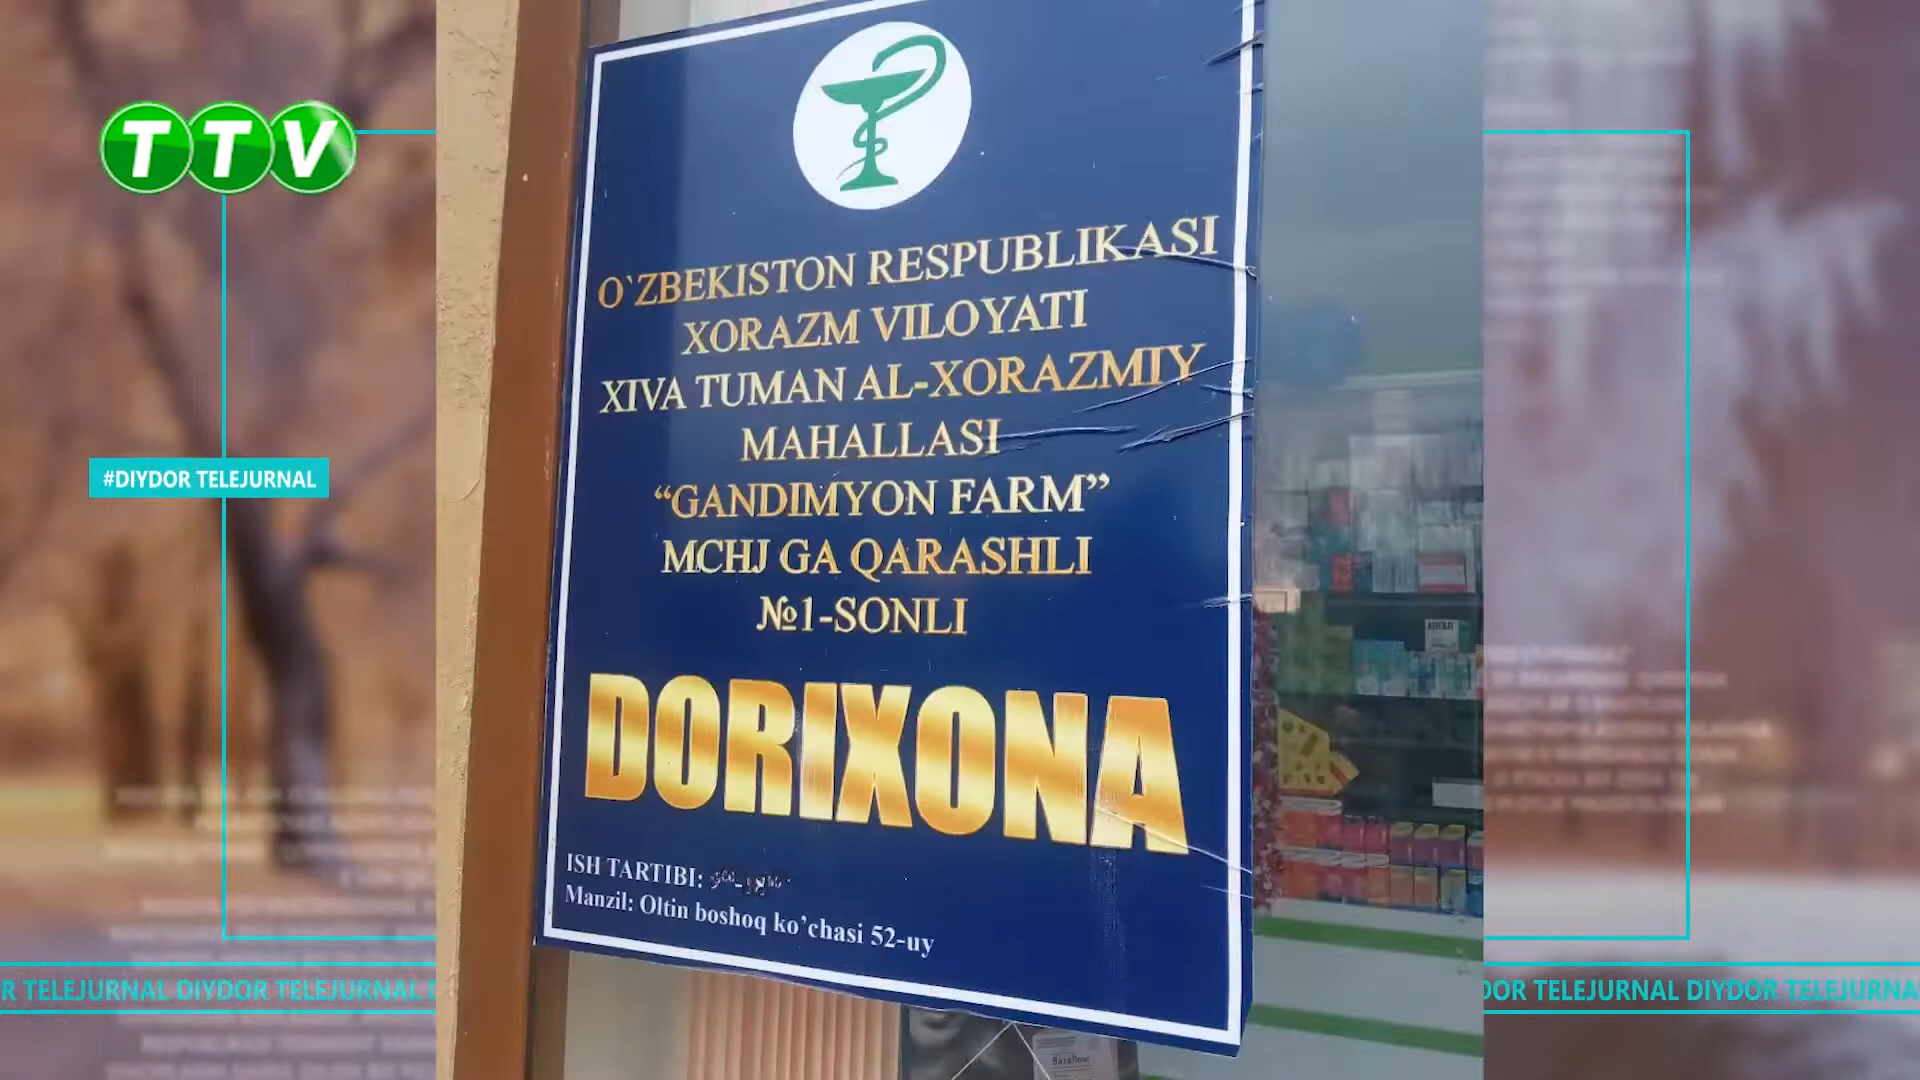 TTV
#DIYDOR TELEJURNAL
O`ZBEKISTON RESPUBLIKASI
XORAZM VILOYATI
XIVA TUMAN AL-XORAZMIY
MAHALLASI
“GANDIMYON FARM”
MCHJ GA QARASHLI
№1-SONLI
DORIXONA
ISH TARTIBI:
Manzil: Oltin boshoq ko’chasi 52-uy
R TELEJURNAL DIYDOR TELEJURNAL
DOR TELEJURNAL DIYDOR TELEJURNA